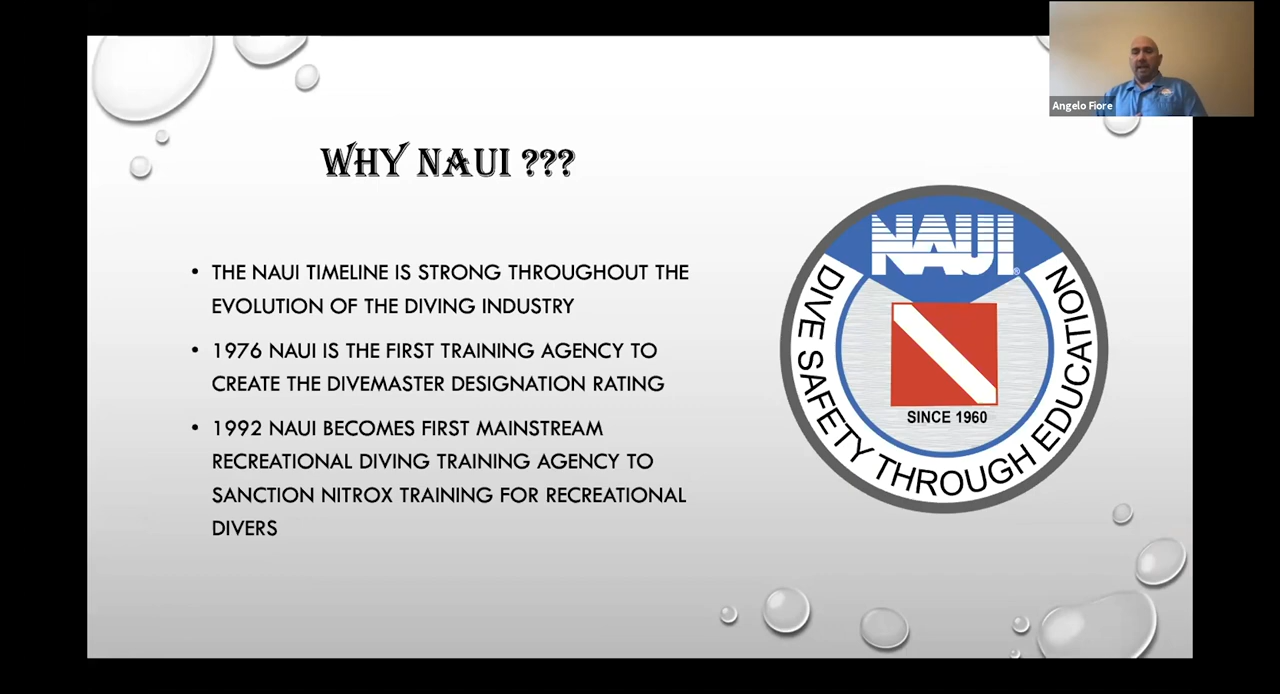 Angelo Fiore
WHY NAUI ???
• THE NAUI TIMELINE IS STRONG THROUGHOUT THE
EVOLUTION OF THE DIVING INDUSTRY
• 1976 NAUI IS THE FIRST TRAINING AGENCY TO
CREATE THE DIVEMASTER DESIGNATION RATING
• 1992 NAUI BECOMES FIRST MAINSTREAM
RECREATIONAL DIVING TRAINING AGENCY TO
SANCTION NITROX TRAINING FOR RECREATIONAL
DIVERS
NAUI®
DIVE SAFETY THROUGH EDUCATION
SINCE 1960